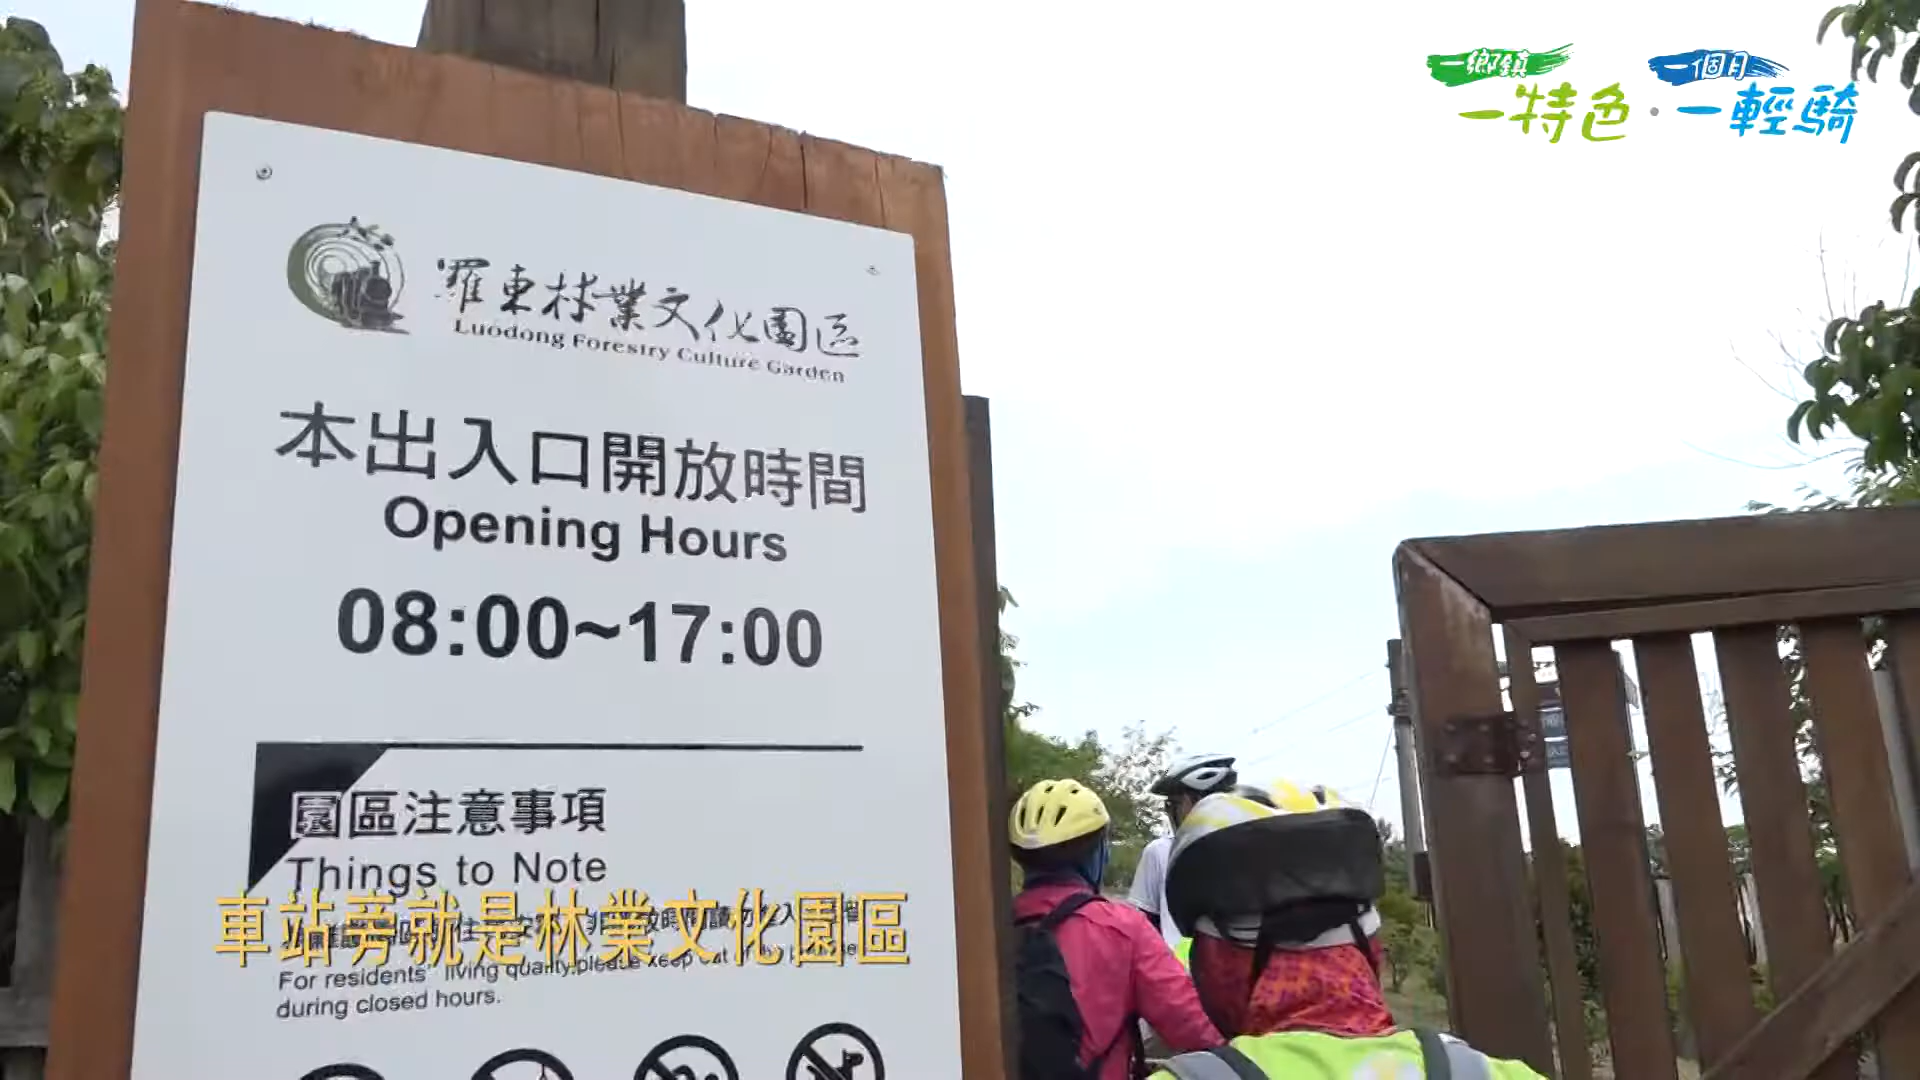 一鄉鎮 一個月
一特色・一輕騎
羅東林業文化園區
Luodong Forestry Culture Garden
本出入口開放時間
Opening Hours
08:00~17:00
園區注意事項
Things to Note
車站旁就是林業文化園區
For residents' living quality,please keep out of the
during closed hours.